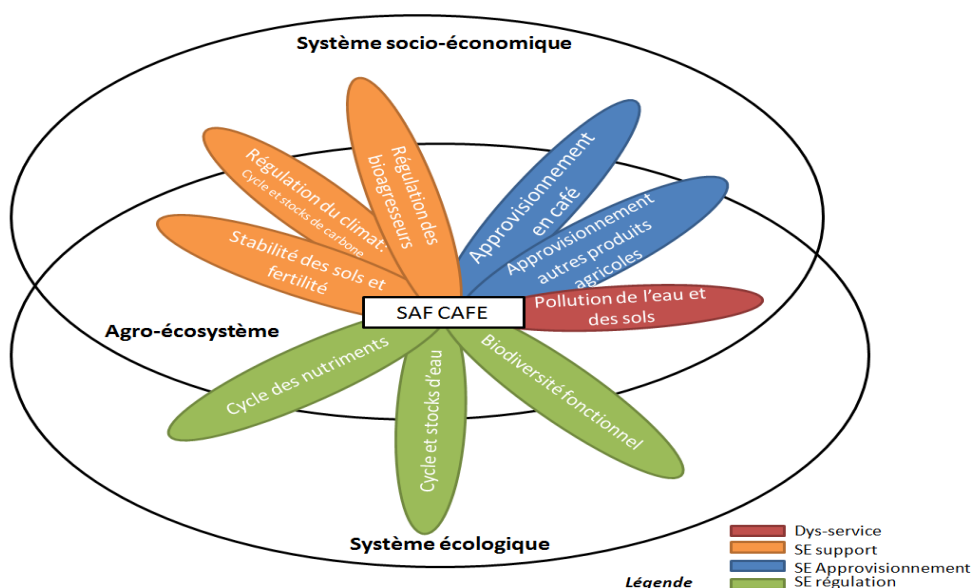 Système socio-économique
Régulation des
bioagresseurs
Régulation du climat:
Cycle et stocks de carbone
Stabilité des sols et
fertilité
Approvisionnement
en café
Approvisionnement
autres produits
agricoles
Pollution de l'eau et
des sols
SAF CAFE
Agro-écosystème
Cycle des nutriments
Cycle et stocks d'eau
Biodiversité fonctionnel
Système écologique
Légende
Dys-service
SE support
SE Approvisionnement
SE régulation